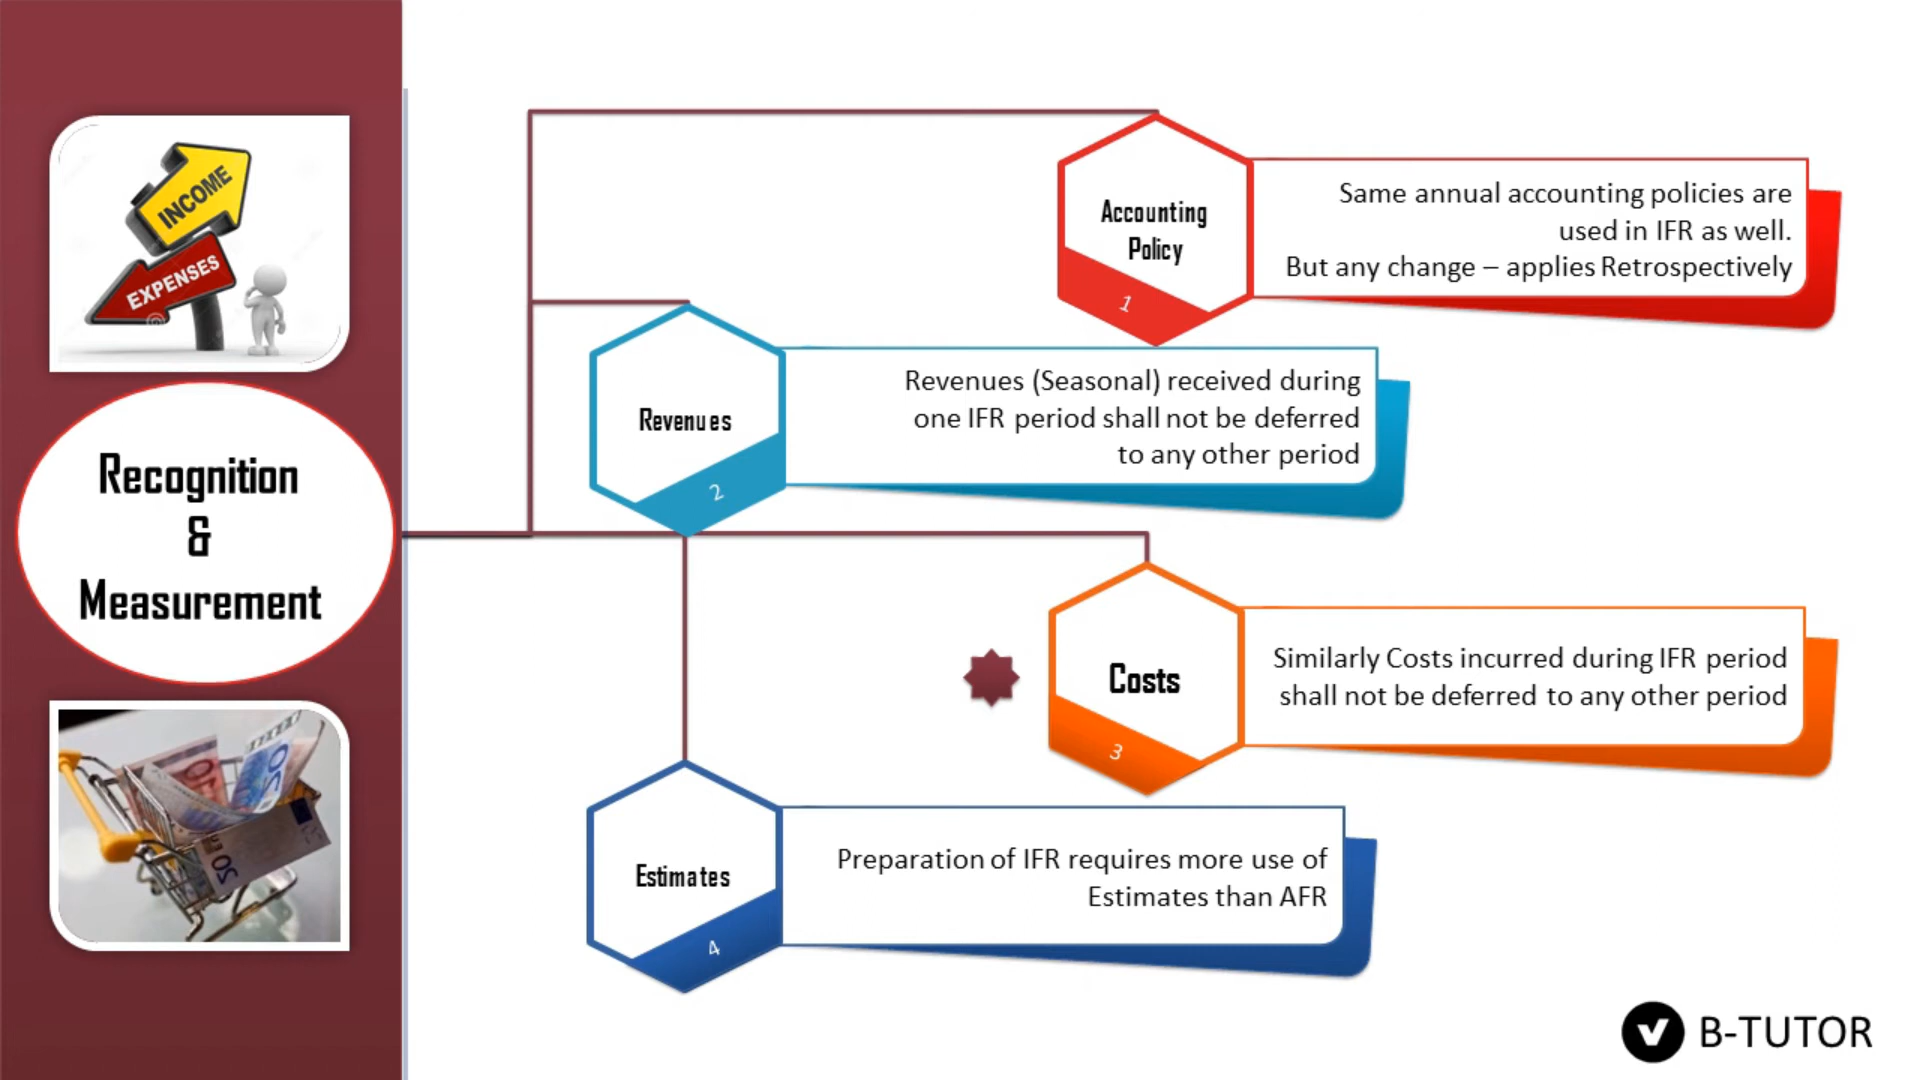 INCOME
EXPENSES
Recognition
&
Measurement
Accounting
Policy
1
Same annual accounting policies are
used in IFR as well.
But any change – applies Retrospectively
Revenues
2
Revenues (Seasonal) received during
one IFR period shall not be deferred
to any other period
Costs
3
Similarly Costs incurred during IFR period
shall not be deferred to any other period
Estimates
4
Preparation of IFR requires more use of
Estimates than AFR
B-TUTOR